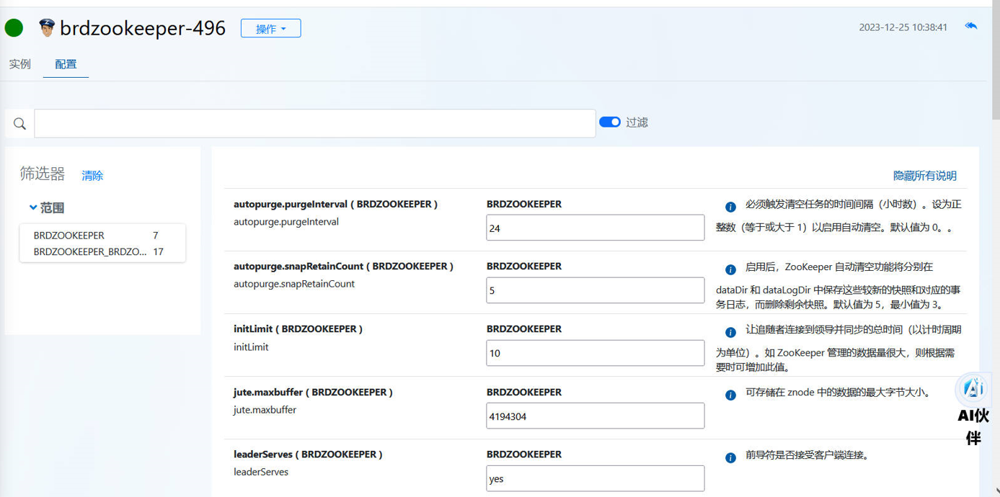 brdzookeeper-496
操作
2023-12-25 10:38:41
实例
配置
过滤
筛选器
清除
范围
BRDZOOKEEPER 7
BRDZOOKEEPER_BRDZO... 17
隐藏所有说明
autopurge.purgeInterval ( BRDZOOKEEPER )
autopurge.purgeInterval
BRDZOOKEEPER
24
必须触发清空任务的时间间隔（小时数）。设为正
整数（等于或大于 1）以启用自动清空。默认值为 0。。
autopurge.snapRetainCount ( BRDZOOKEEPER )
autopurge.snapRetainCount
BRDZOOKEEPER
5
启用后，ZooKeeper 自动清空功能将分别在
dataDir 和 dataLogDir 中保存这些较新的快照和对应的事
务日志，而删除剩余快照。默认值为 5，最小值为 3。
initLimit ( BRDZOOKEEPER )
initLimit
BRDZOOKEEPER
10
让追随者连接到领导并同步的总时间（以计时周期
为单位）。如 ZooKeeper 管理的数据量很大，则根据需
要时可增加此值。
jute.maxbuffer ( BRDZOOKEEPER )
jute.maxbuffer
BRDZOOKEEPER
4194304
可存储在 znode 中的数据的最大字节大小。
leaderServes ( BRDZOOKEEPER )
leaderServes
BRDZOOKEEPER
yes
前导符是否接受客户端连接。
Ai
AI伙
伴